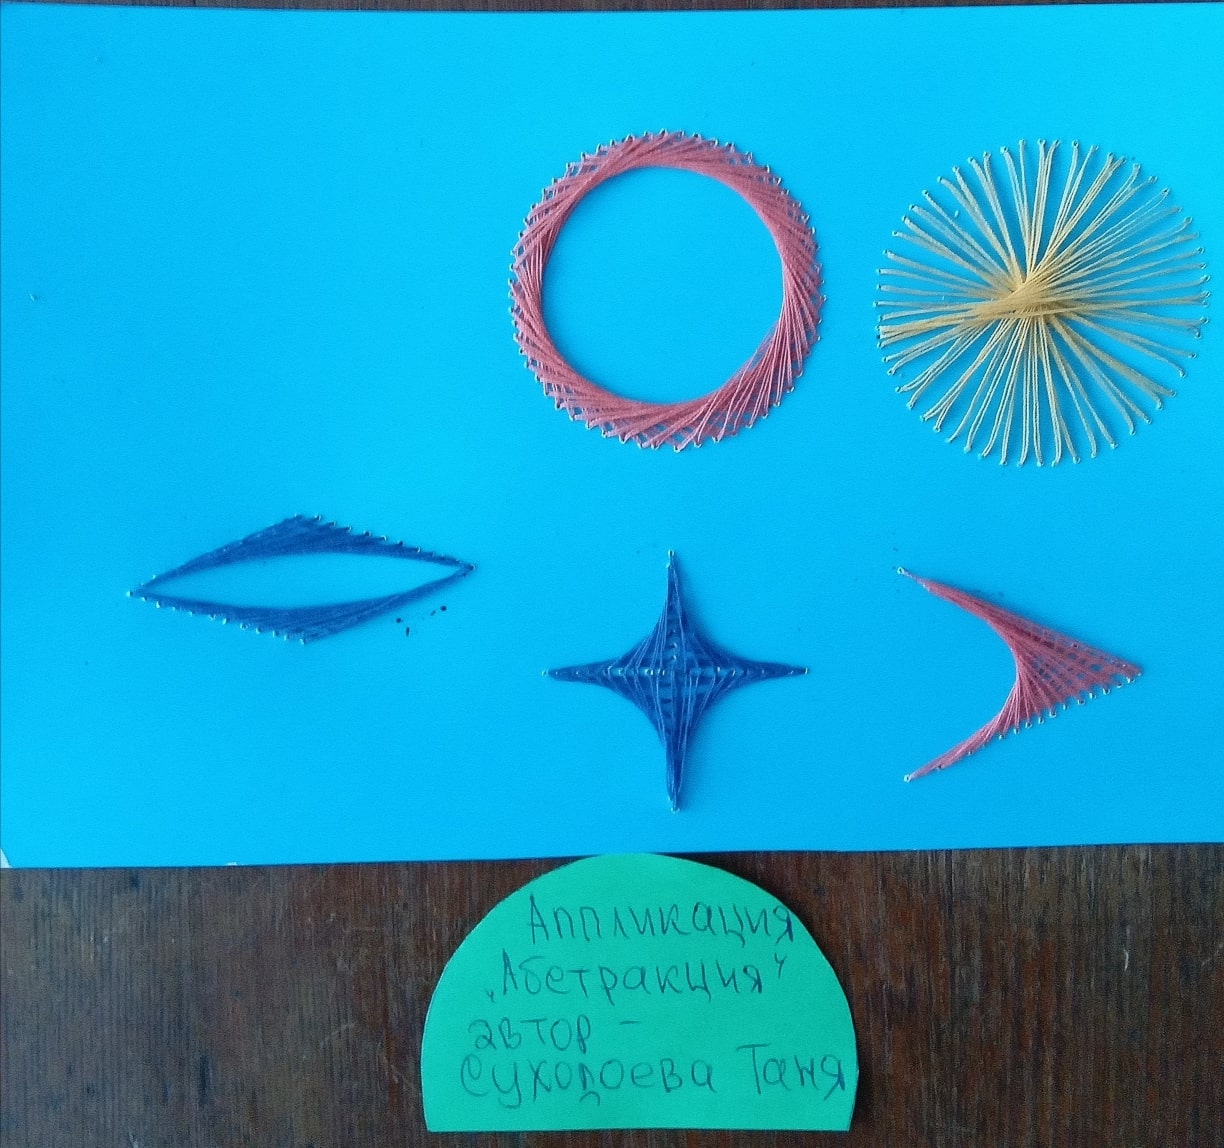 Аппликация
„Абстракция"
автор –
Суходоева Таня